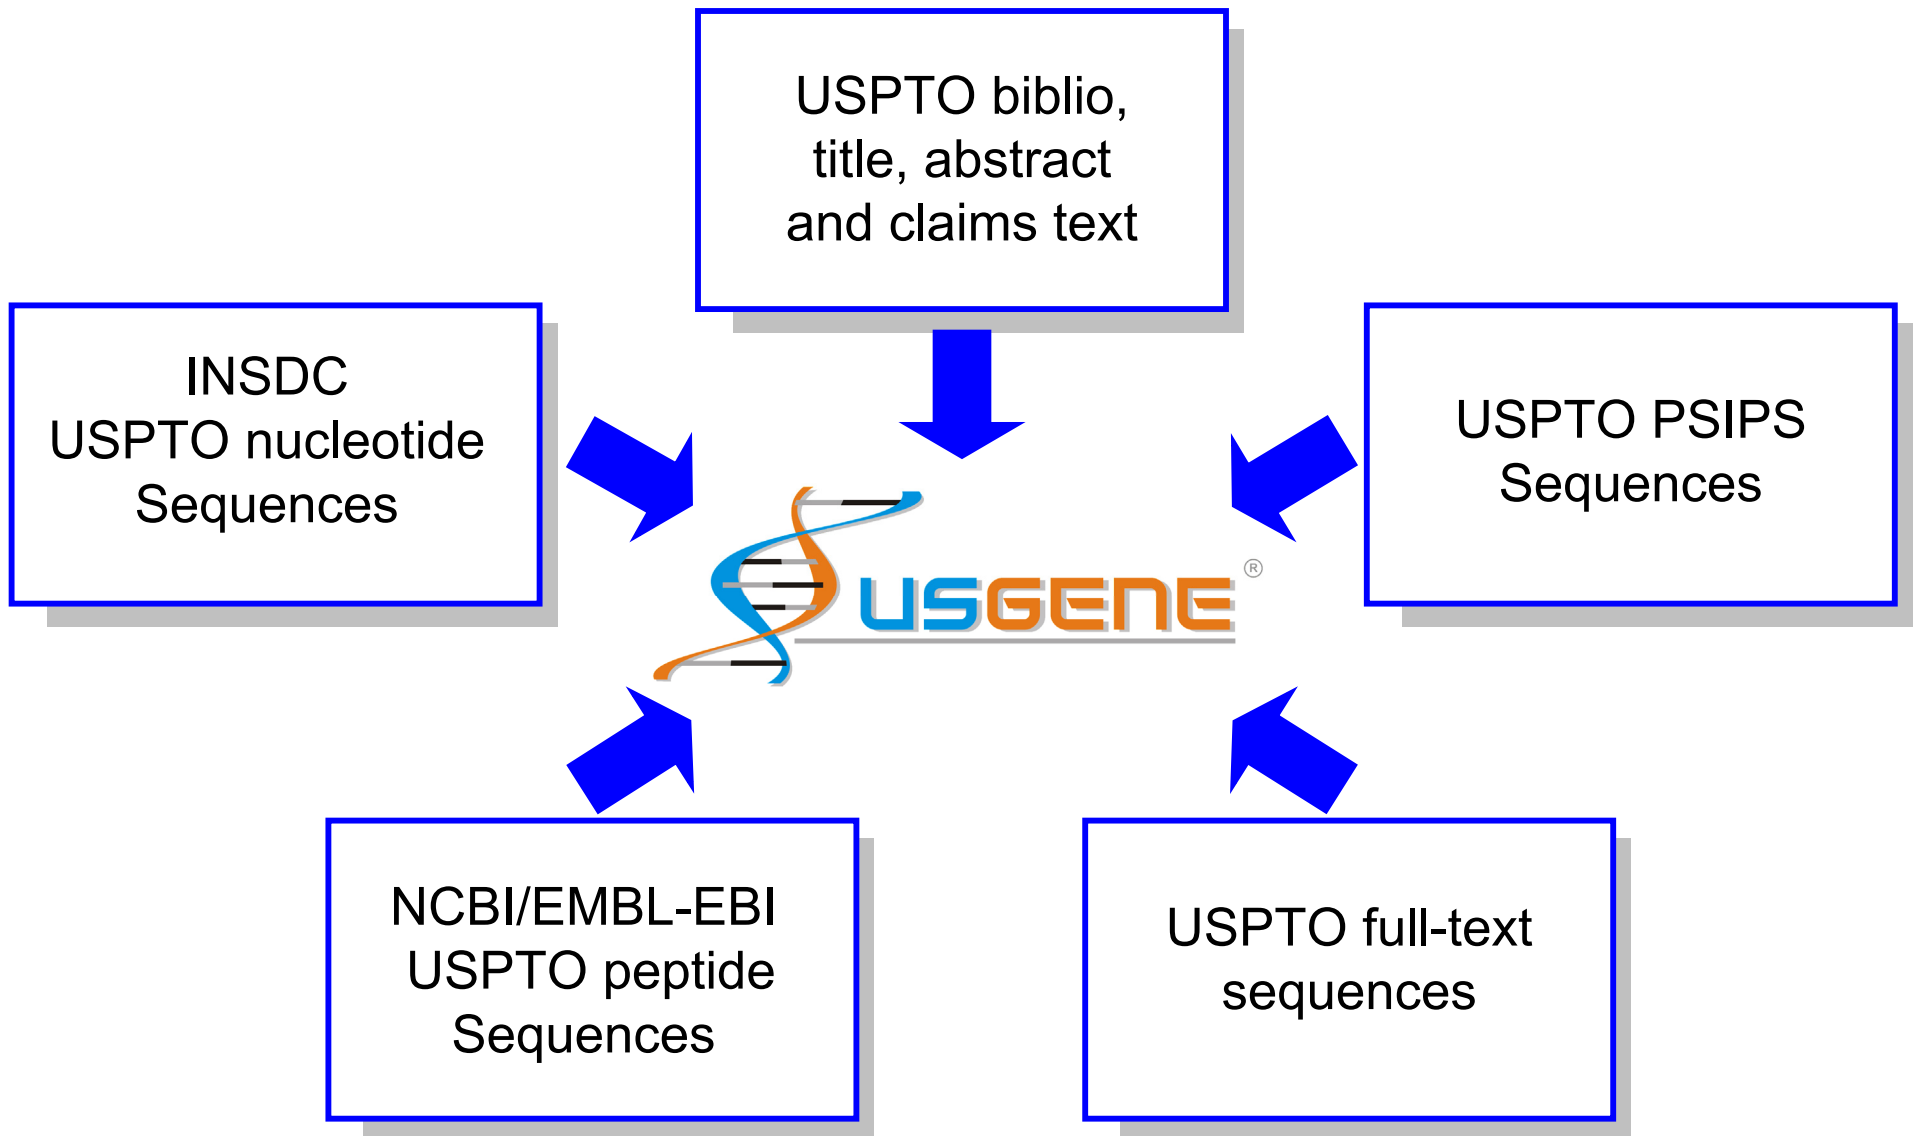 USPTO biblio,
title, abstract
and claims text
INSDC
USPTO nucleotide
Sequences
USPTO PSIPS
Sequences
USGENE®
NCBI/EMBL-EBI
USPTO peptide
Sequences
USPTO full-text
sequences